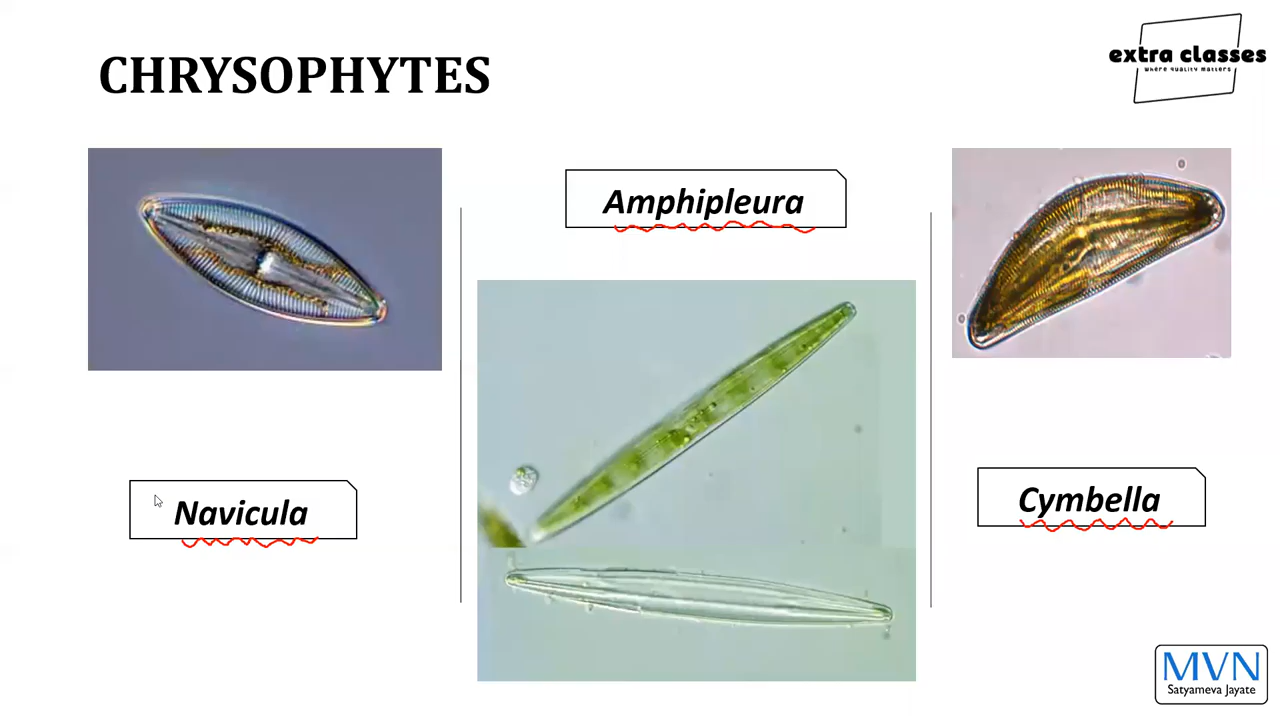 CHRYSOPHYTES
extra classes
where quality matters
Amphipleura
Navicula
Cymbella
MVN
Satyameva Jayate